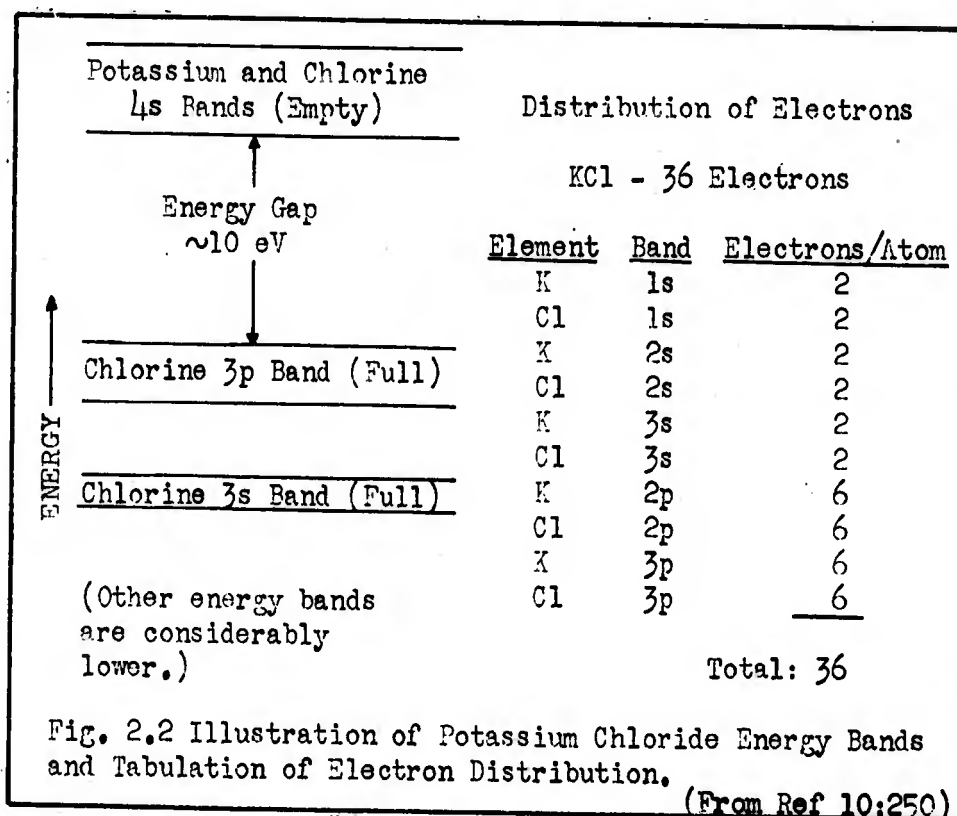 Potassium and Chlorine
4s Bands (Empty)
Energy Gap
~10 eV
ENERGY
Chlorine 3p Band (Full)
Chlorine 3s Band (Full)
(Other energy bands
are considerably
lower.)
Distribution of Electrons
KCl - 36 Electrons
Element Band Electrons/Atom
K 1s 2
Cl 1s 2
K 2s 2
Cl 2s 2
K 3s 2
Cl 3s 2
K 2p 6
Cl 2p 6
K 3p 6
Cl 3p 6
Total: 36
Fig. 2.2 Illustration of Potassium Chloride Energy Bands
and Tabulation of Electron Distribution.
(From Ref 10:250)